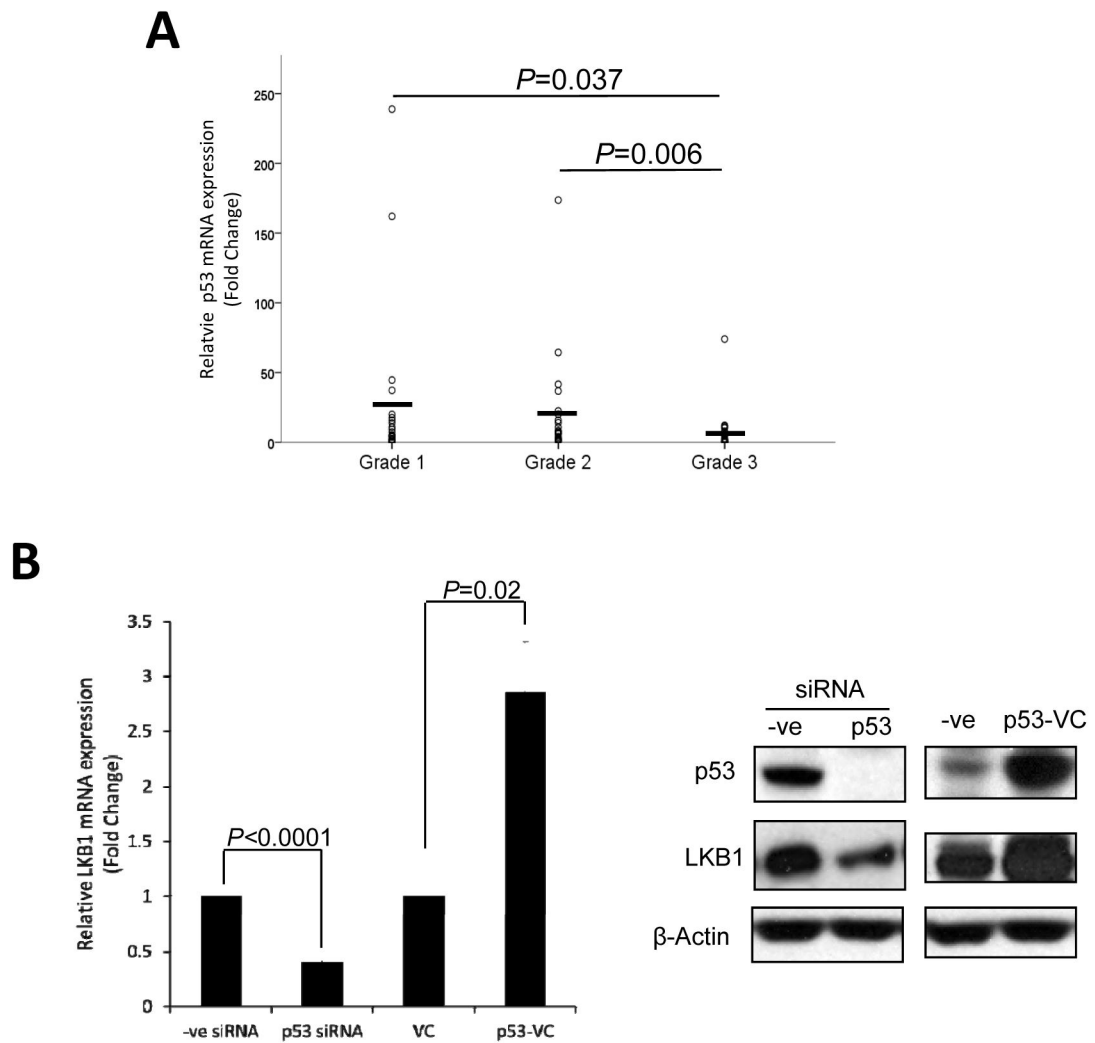 A
Relatvie p53 mRNA expression
(Fold Change)
250
200
150
100
50
0
P=0.037
P=0.006
Grade 1 Grade 2 Grade 3
B
Relative LKB1 mRNA expression
(Fold Change)
3.5
3
2.5
2
1.5
1
0.5
0
P<0.0001
P=0.02
-ve siRNA p53 siRNA VC p53-VC
siRNA
-ve p53 -ve p53-VC
p53
LKB1
β-Actin